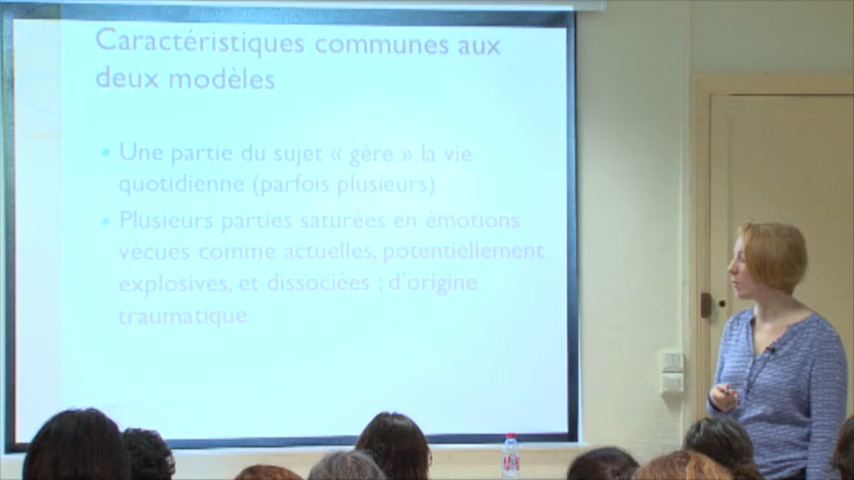 Caractéristiques communes aux
deux modèles
• Une partie du sujet « gère » la vie
quotidienne (parfois plusieurs)
• Plusieurs parties saturées en émotions
vécues comme actuelles, potentiellement
explosives, et dissociées ; d'origine
traumatique